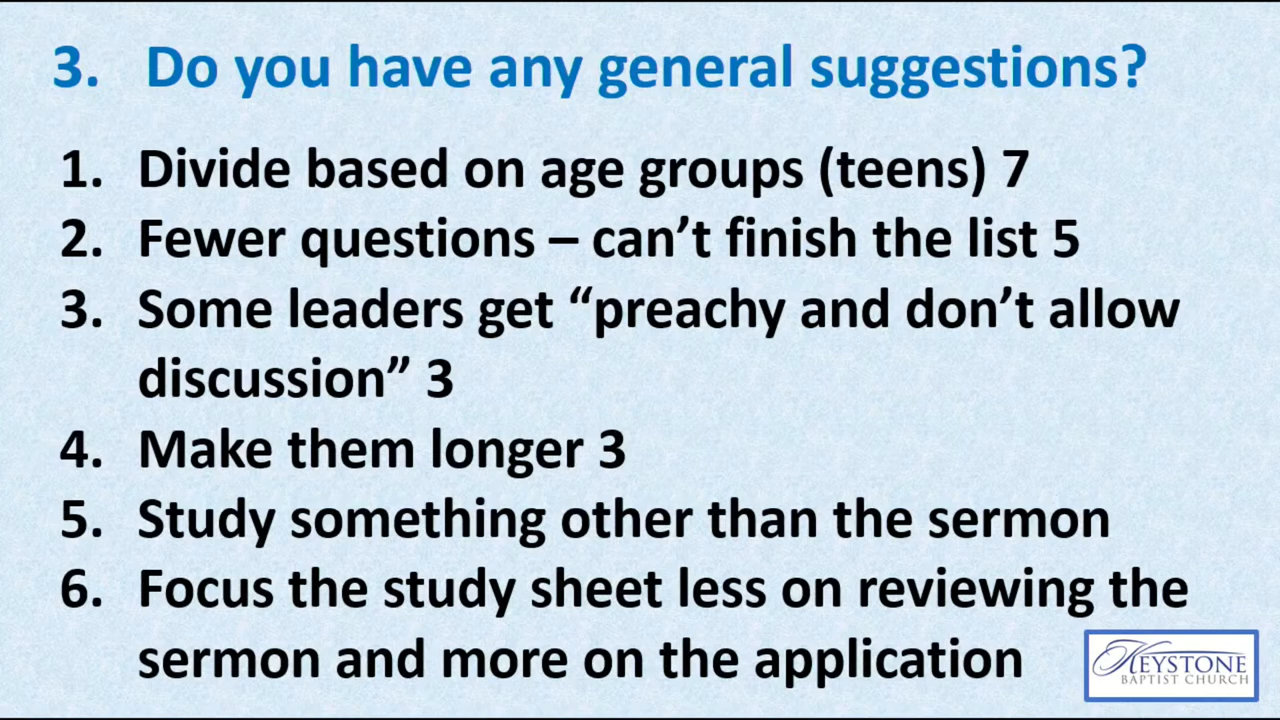 3. Do you have any general suggestions?
1. Divide based on age groups (teens) 7
2. Fewer questions – can’t finish the list 5
3. Some leaders get “preachy and don’t allow
discussion” 3
4. Make them longer 3
5. Study something other than the sermon
6. Focus the study sheet less on reviewing the
sermon and more on the application
KEYSTONE
BAPTIST CHURCH